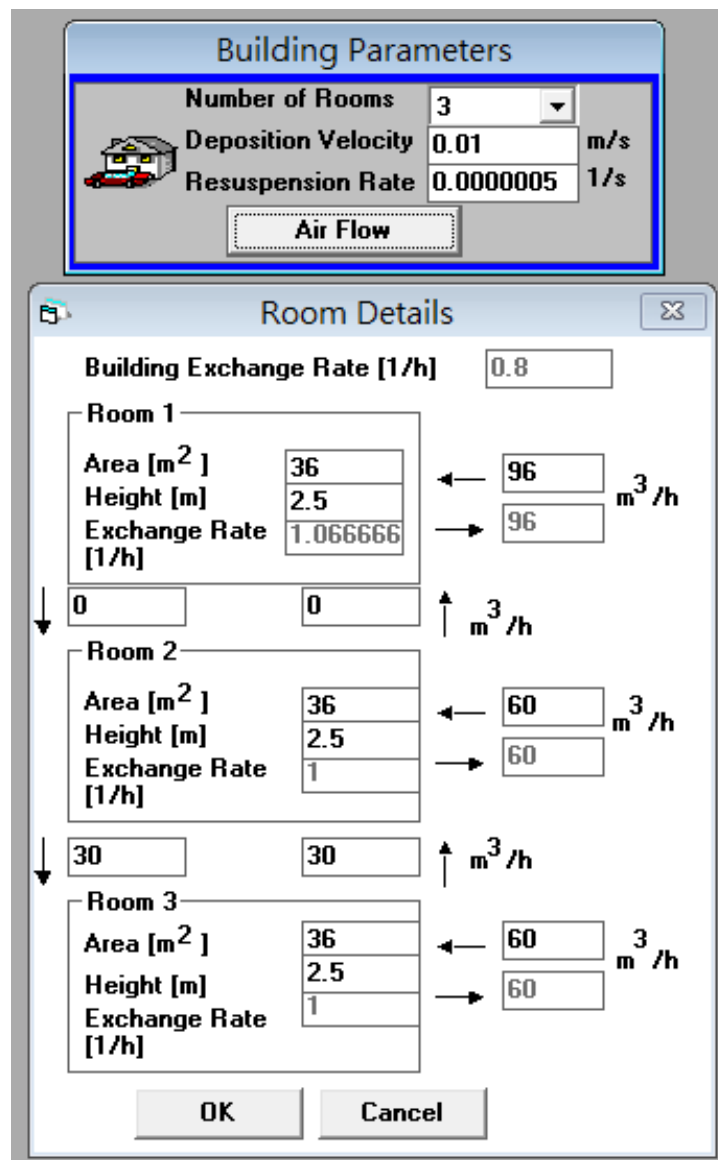 Building Parameters
Number of Rooms 3
Deposition Velocity 0.01 m/s
Resuspension Rate 0.0000005 1/s
Air Flow
Room Details
Building Exchange Rate [1/h] 0.8
Room 1
Area [m2 ] 36
96
Height [m] 2.5
m3/h
Exchange Rate 1.066666
96
[1/h]
0 0 m3/h
Room 2
Area [m2 ] 36
60
Height [m] 2.5
m3/h
Exchange Rate 1
60
[1/h]
30 30 m3/h
Room 3
Area [m2 ] 36
60
Height [m] 2.5
m3/h
Exchange Rate 1
60
[1/h]
OK Cancel